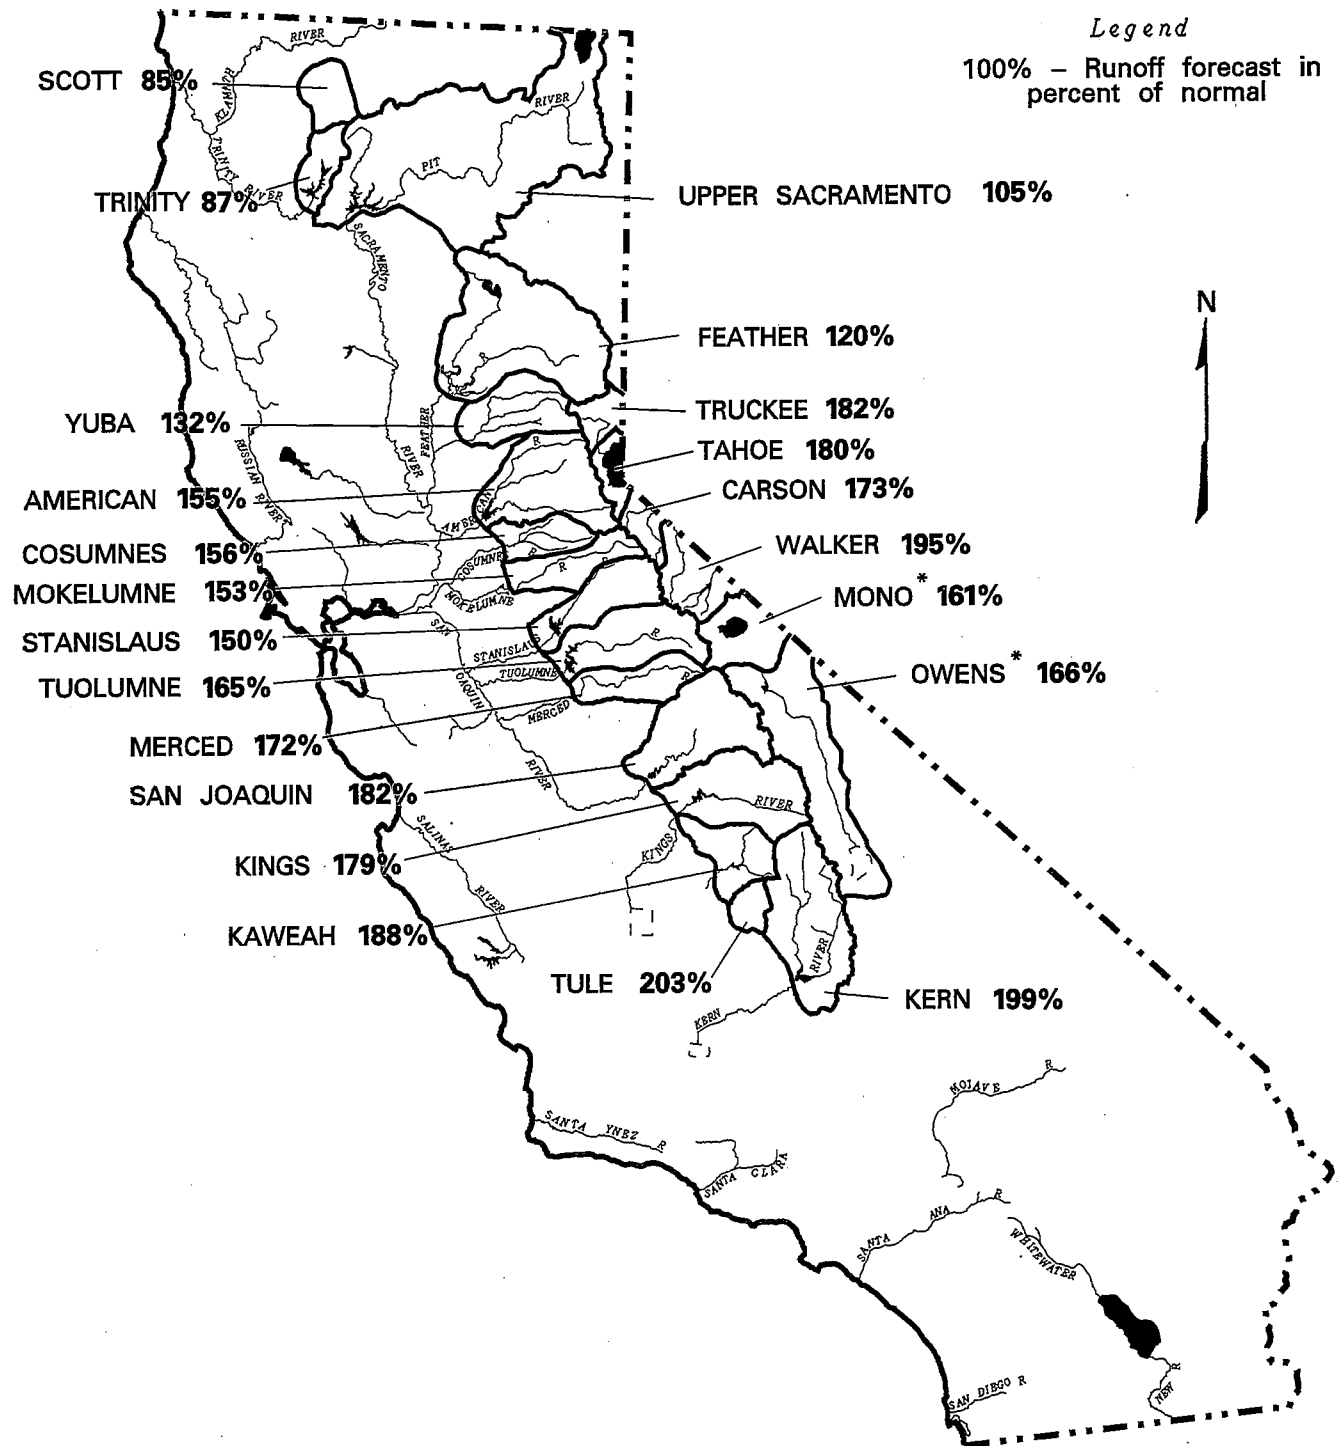 Legend
100% – Runoff forecast in
percent of normal
RIVER
SCOTT 85%
KLAMATH
RIVER
TRINITY RIVER
PIT
TRINITY 87%
UPPER SACRAMENTO 105%
SACRAMENTO
N
FEATHER 120%
R
YUBA 132%
TRUCKEE 182%
FEATHER
RIVER
RUSSIAN RIVER
R
TAHOE 180%
CARSON 173%
AMERICAN 155%
AMERICAN
WALKER 195%
COSUMNES 156%
COSUMNE
R
R
MOKELUMNE 153%
MOKELUMNE
R
MONO* 161%
SAN
STANISLAUS 150%
STANISLAUS
R
OWENS* 166%
TUOLUMNE 165%
TUOLUMNE
R
OAQUIN
MERCED
MERCED 172%
RIVER
SAN JOAQUIN 182%
RIVER
SALINAS
RIVER
KINGS
KINGS 179%
KAWEAH 188%
RIVER
TULE 203%
KERN 199%
KERN
MOJAVE R
SANTA YNEZ R
SANTA CLARA
SANTA ANA R
WHITEWATER
SAN DIEGO R
NEW R